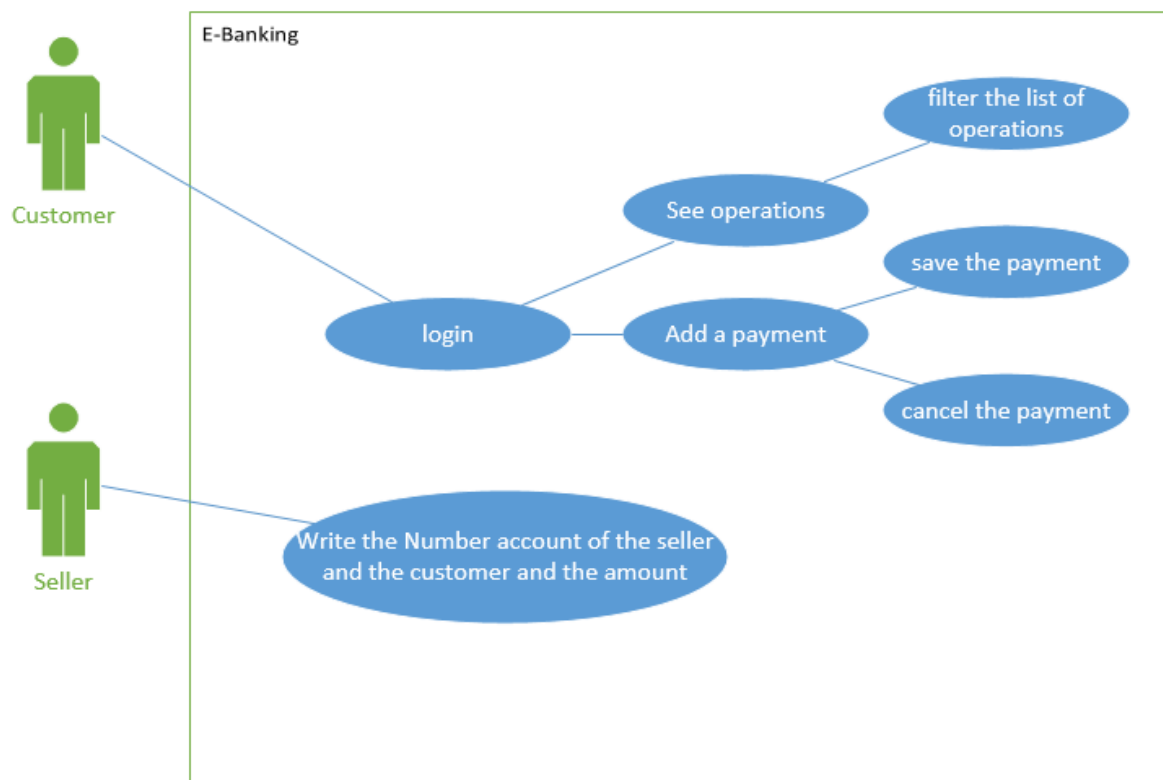 E-Banking
Customer
filter the list of
operations
See operations
save the payment
login
Add a payment
cancel the payment
Seller
Write the Number account of the seller
and the customer and the amount